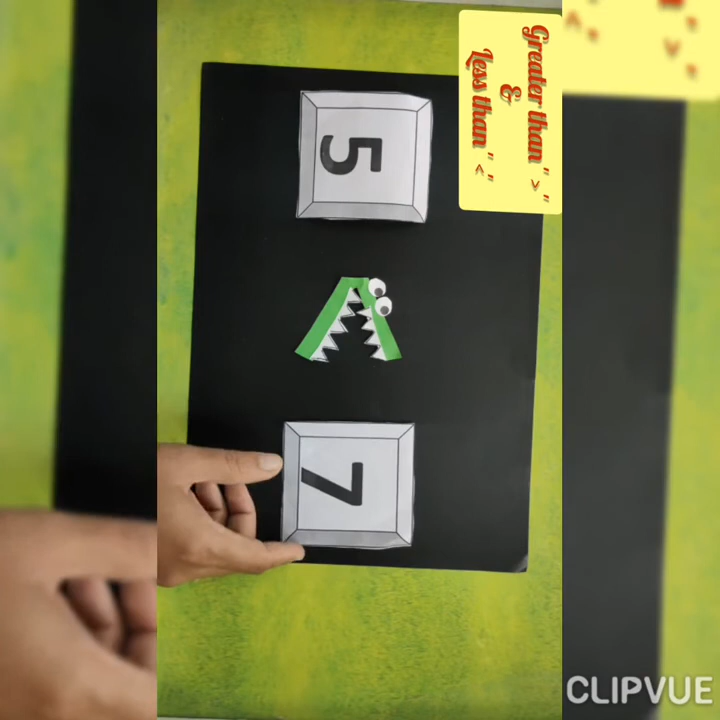 Greater than " > "
&
Less than " < "
5
7
CLIPVUE